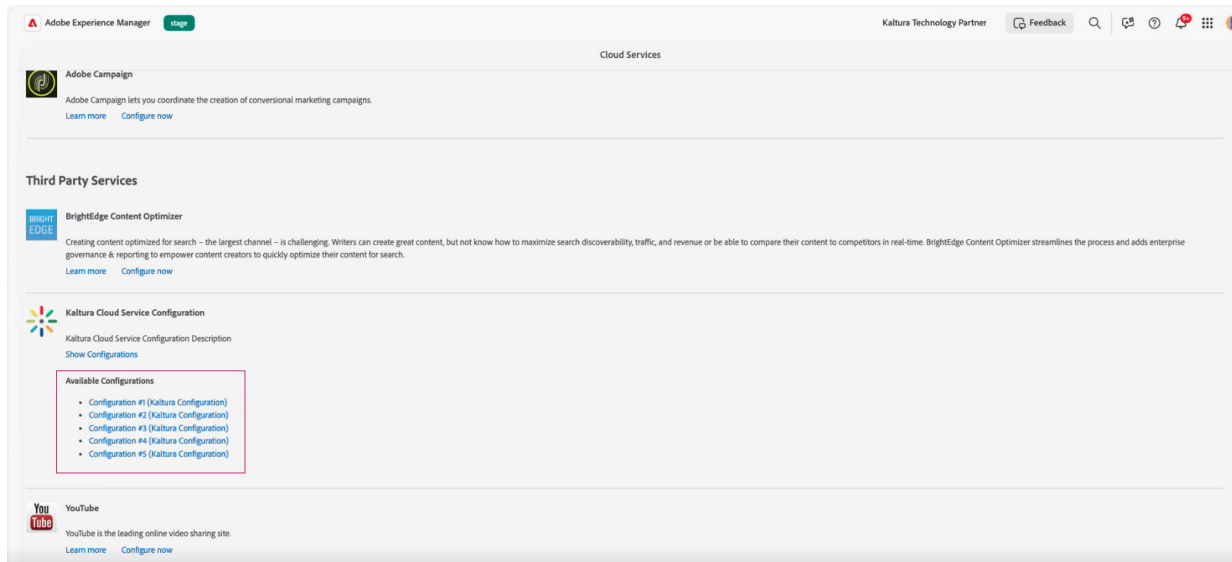 Adobe Experience Manager
stage
Kaltura Technology Partner
Feedback
9+
Cloud Services
Adobe Campaign
Adobe Campaign lets you coordinate the creation of conversional marketing campaigns.
Learn more Configure now
Third Party Services
BRIGHT
EDGE
BrightEdge Content Optimizer
Creating content optimized for search – the largest channel – is challenging. Writers can create great content, but not know how to maximize search discoverability, traffic, and revenue or be able to compare their content to competitors in real-time. BrightEdge Content Optimizer streamlines the process and adds enterprise
governance & reporting to empower content creators to quickly optimize their content for search.
Learn more Configure now
Kaltura Cloud Service Configuration
Kaltura Cloud Service Configuration Description
Show Configurations
Available Configurations
• Configuration #1 (Kaltura Configuration)
• Configuration #2 (Kaltura Configuration)
• Configuration #3 (Kaltura Configuration)
• Configuration #4 (Kaltura Configuration)
• Configuration #5 (Kaltura Configuration)
You
Tube
YouTube
YouTube is the leading online video sharing site.
Learn more Configure now